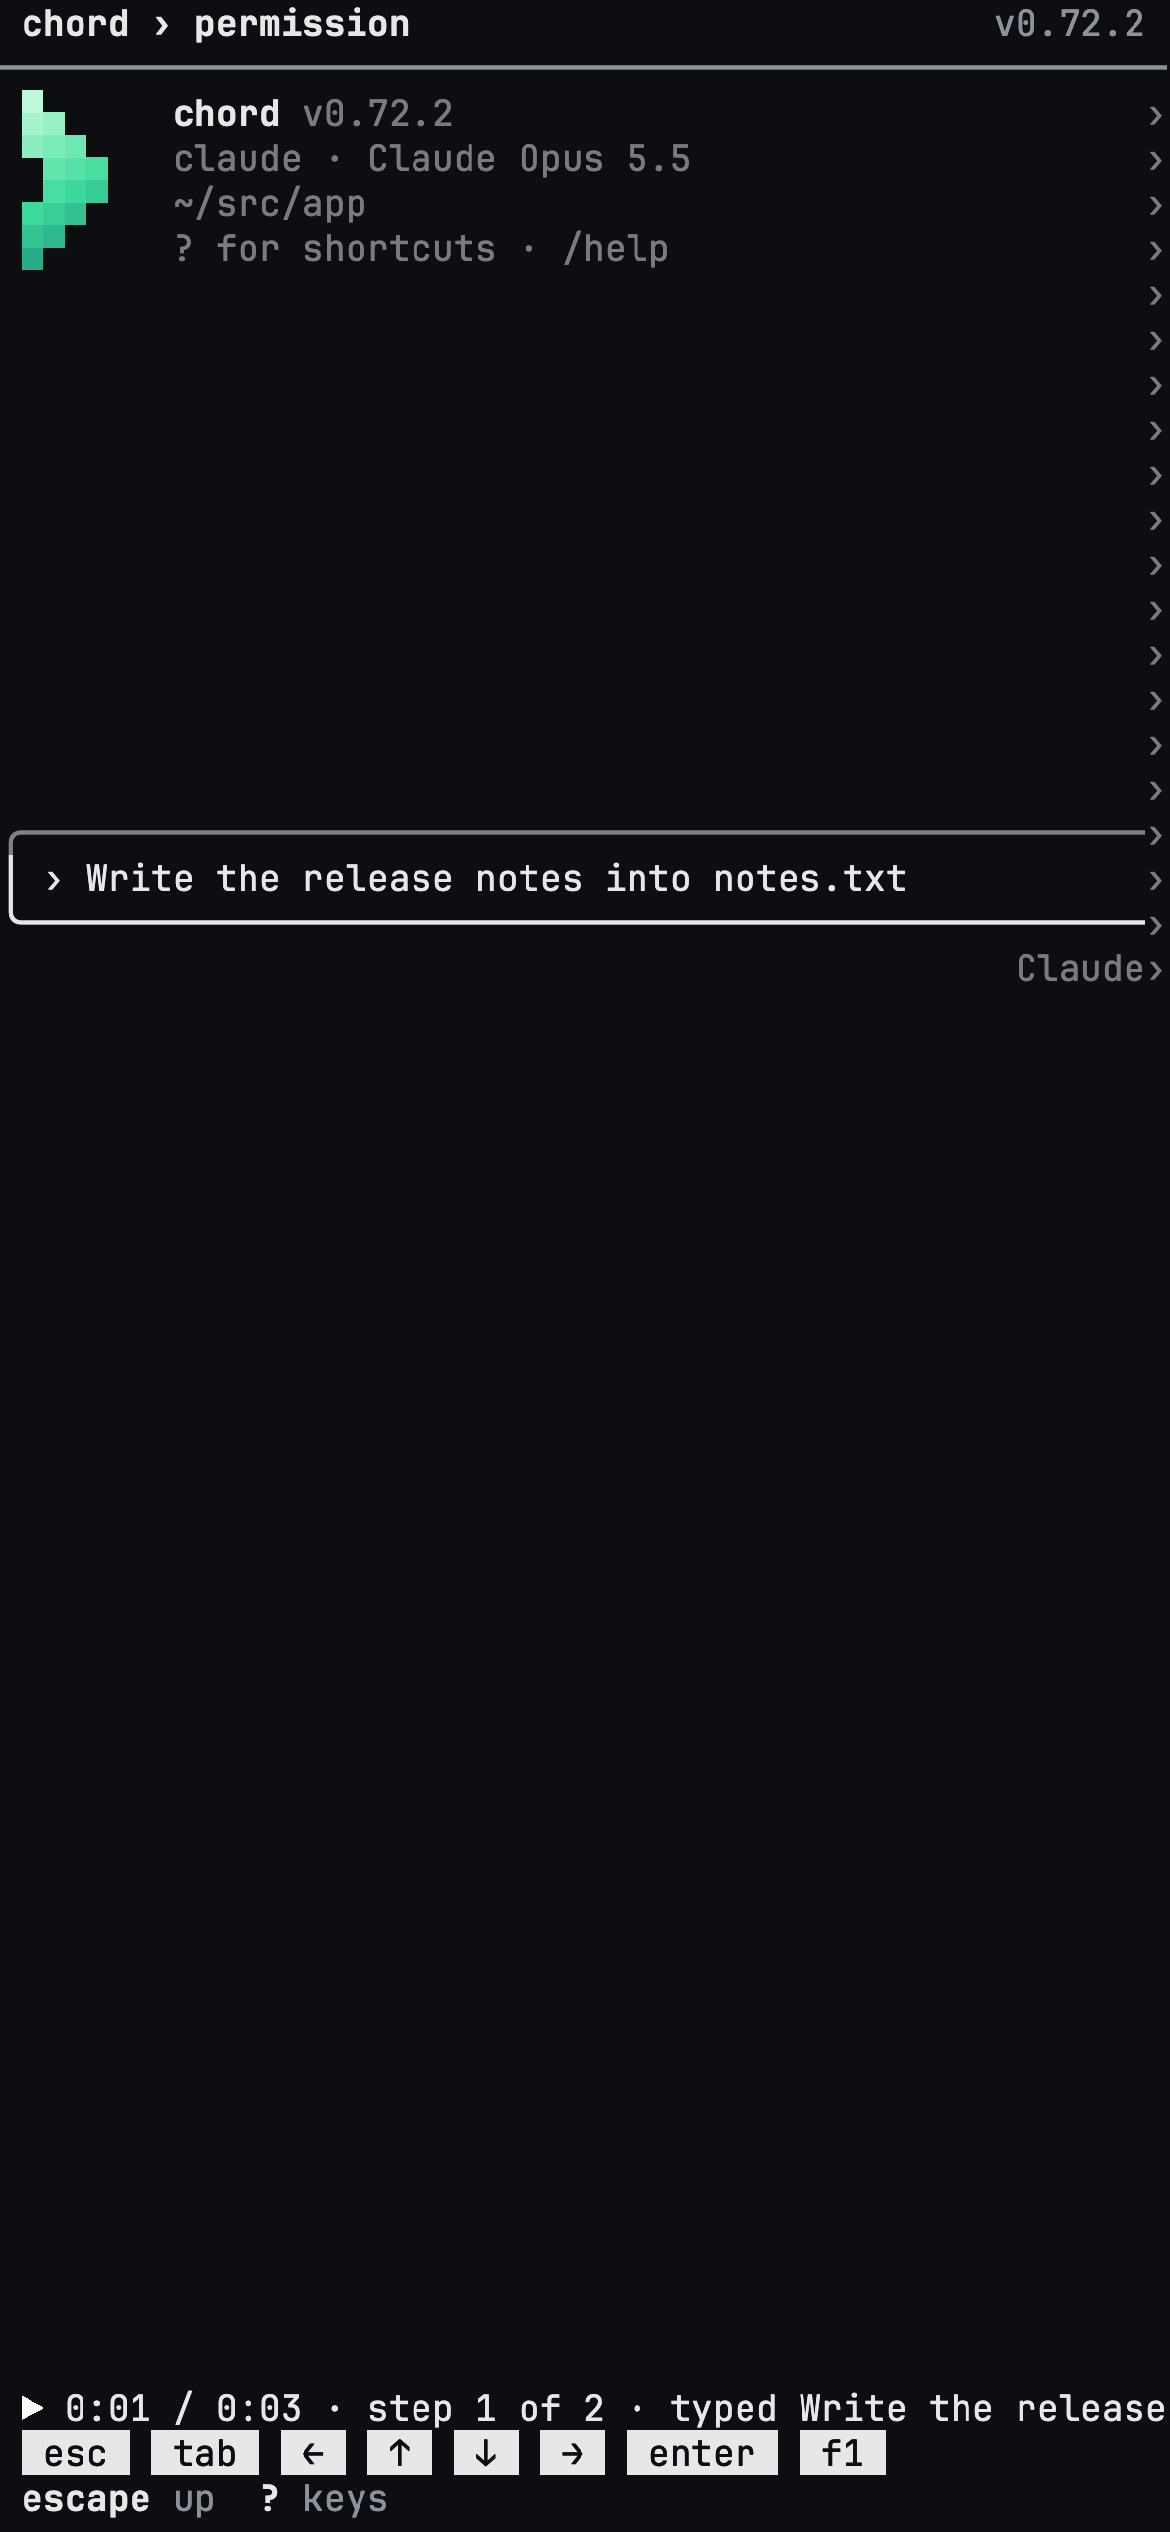 chord › permission v0.72.2
chord v0.72.2 ›
claude · Claude Opus 5.5 ›
~/src/app ›
? for shortcuts · /help ›
›
›
›
›
›
›
›
›
›
›
›
›
›
› Write the release notes into notes.txt ›
›
Claude›
▶ 0:01 / 0:03 · step 1 of 2 · typed Write the release
esc tab ← ↑ ↓ → enter f1
escape up ? keys